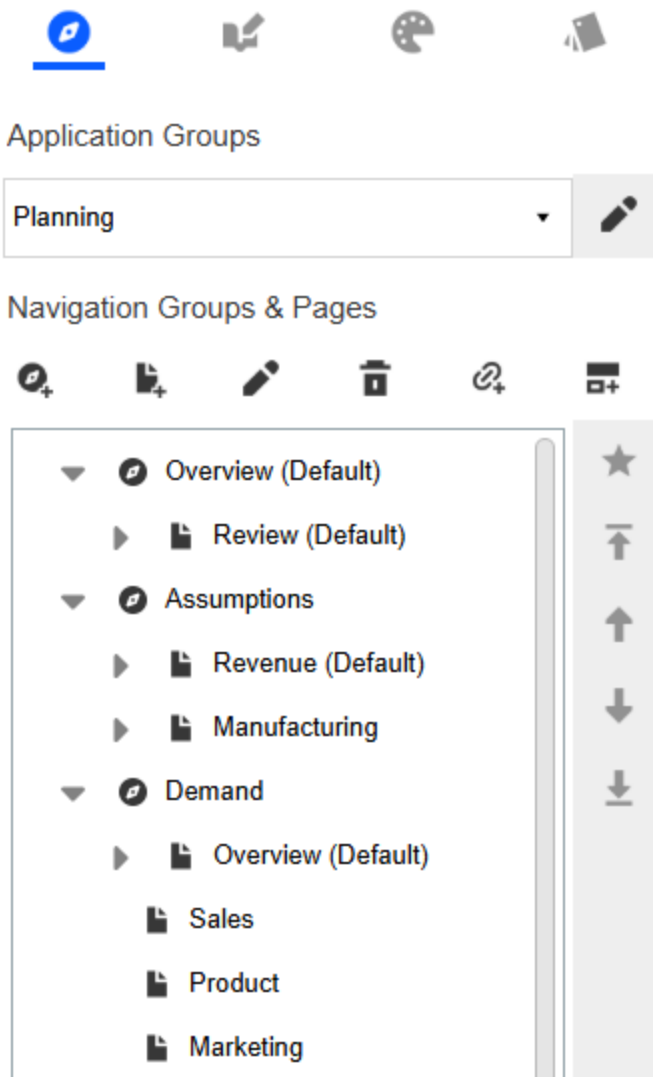 Application Groups
Planning
Navigation Groups & Pages
Overview (Default)
Review (Default)
Assumptions
Revenue (Default)
Manufacturing
Demand
Overview (Default)
Sales
Product
Marketing